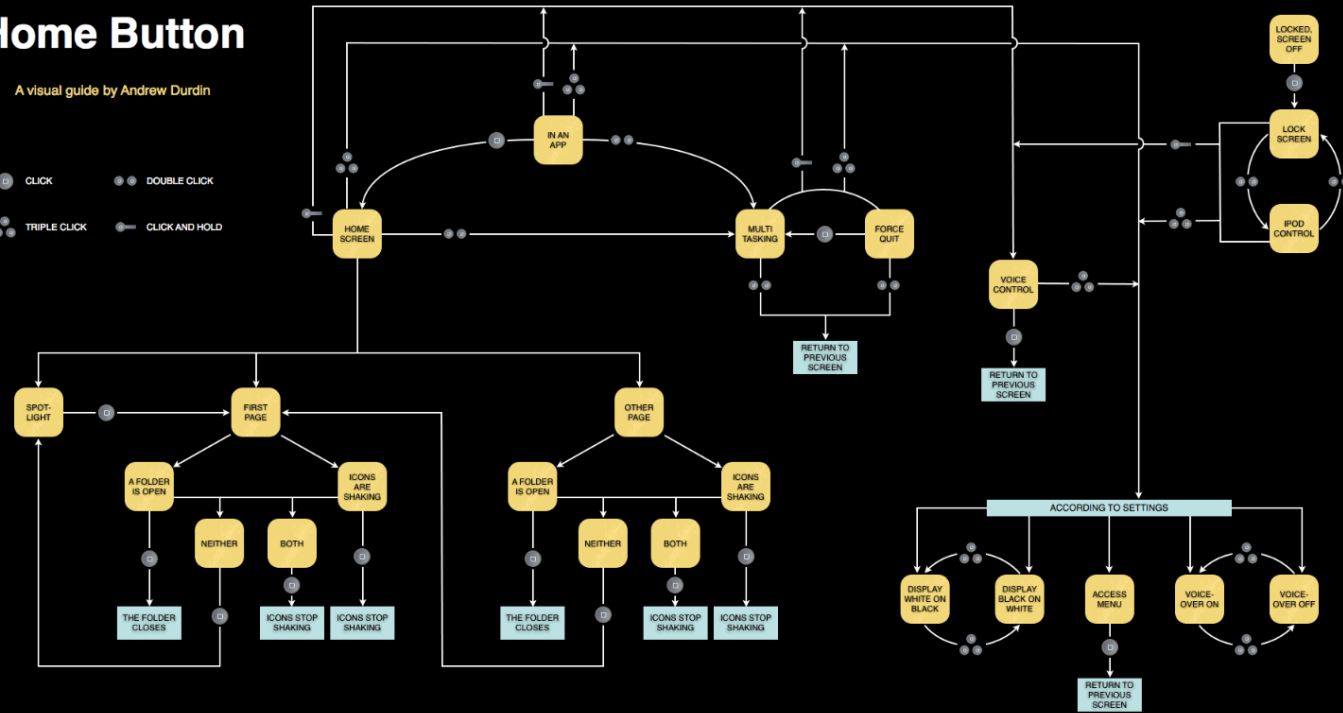 Home Button
A visual guide by Andrew Durdin
CLICK
DOUBLE CLICK
TRIPLE CLICK
CLICK AND HOLD
LOCKED,
SCREEN
OFF
IN AN
APP
LOCK
SCREEN
HOME
SCREEN
MULTI
TASKING
FORCE
QUIT
IPOD
CONTROL
VOICE
CONTROL
RETURN TO
PREVIOUS
SCREEN
RETURN TO
PREVIOUS
SCREEN
SPOT-
LIGHT
FIRST
PAGE
OTHER
PAGE
A FOLDER
IS OPEN
ICONS
ARE
SHAKING
A FOLDER
IS OPEN
ICONS
ARE
SHAKING
NEITHER
BOTH
NEITHER
BOTH
THE FOLDER
CLOSES
ICONS STOP
SHAKING
ICONS STOP
SHAKING
THE FOLDER
CLOSES
ICONS STOP
SHAKING
ICONS STOP
SHAKING
ACCORDING TO SETTINGS
DISPLAY
WHITE ON
BLACK
DISPLAY
BLACK ON
WHITE
ACCESS
MENU
VOICE-
OVER ON
VOICE-
OVER OFF
RETURN TO
PREVIOUS
SCREEN